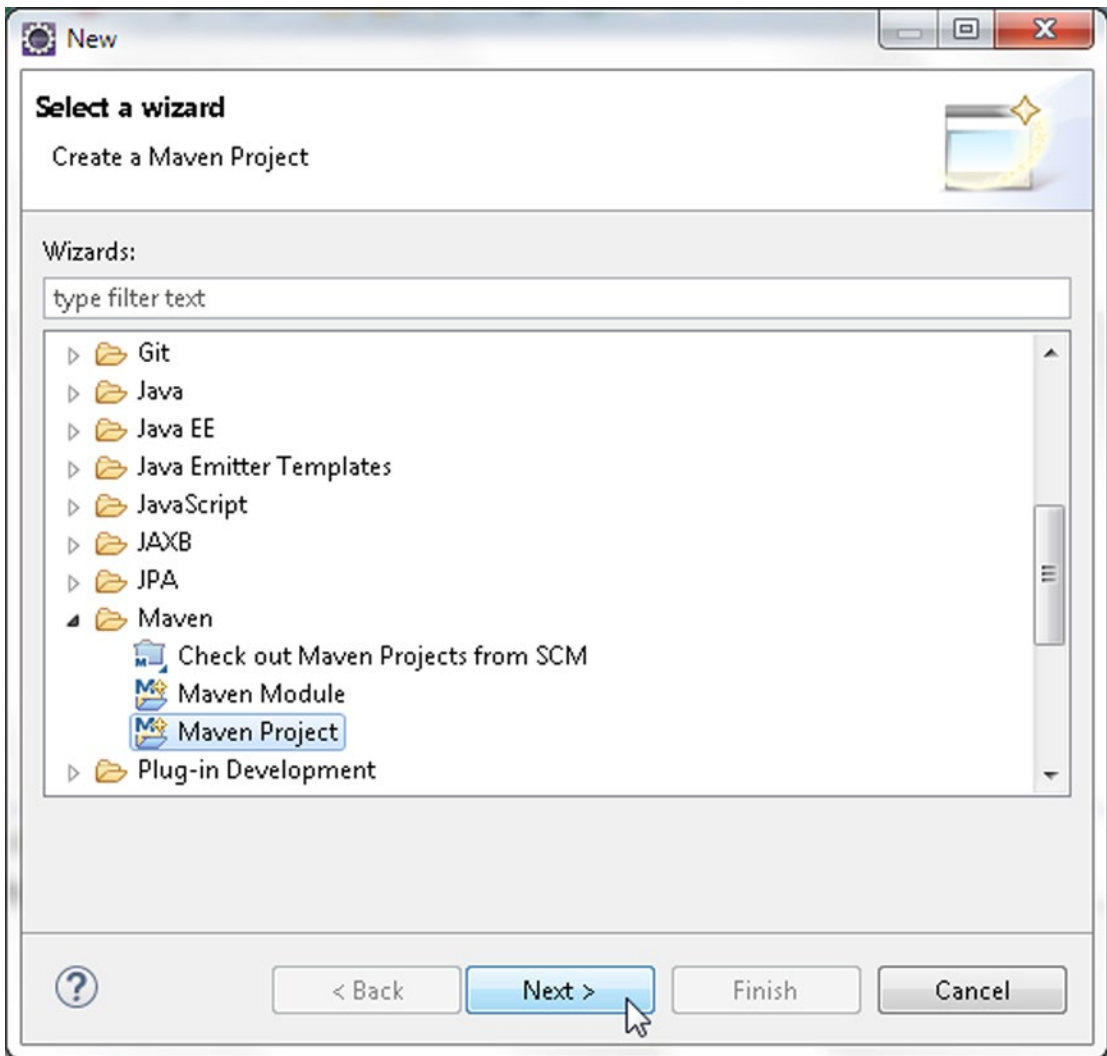 New
Select a wizard
Create a Maven Project
Wizards:
type filter text
Git
Java
Java EE
Java Emitter Templates
JavaScript
JAXB
JPA
Maven
Check out Maven Projects from SCM
Maven Module
Maven Project
Plug-in Development
? < Back Next > Finish Cancel